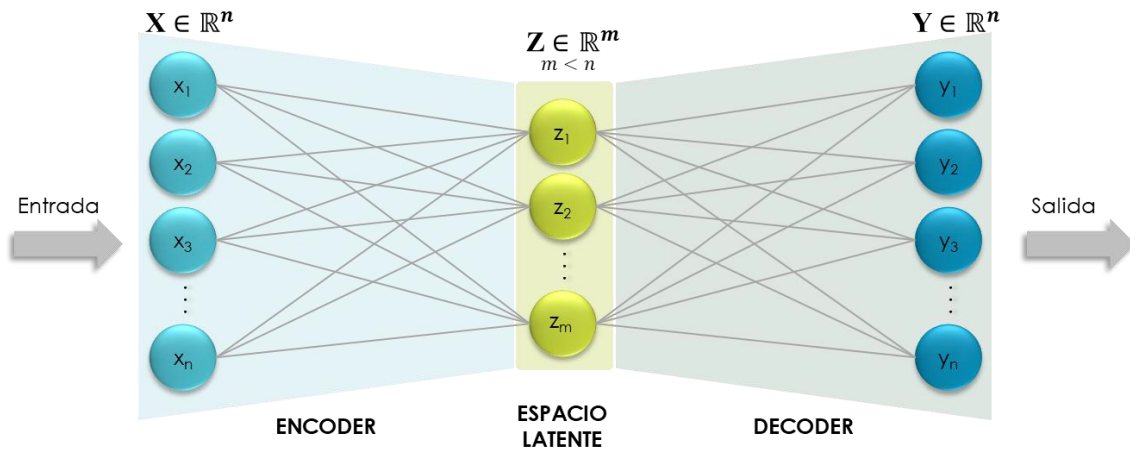 X ∈ ℝⁿ
Z ∈ ℝᵐ
m < n
Y ∈ ℝⁿ
Entrada
x₁
x₂
x₃
⋮
xₙ
z₁
z₂
⋮
zₘ
y₁
y₂
y₃
⋮
yₙ
Salida
ENCODER
ESPACIO
LATENTE
DECODER